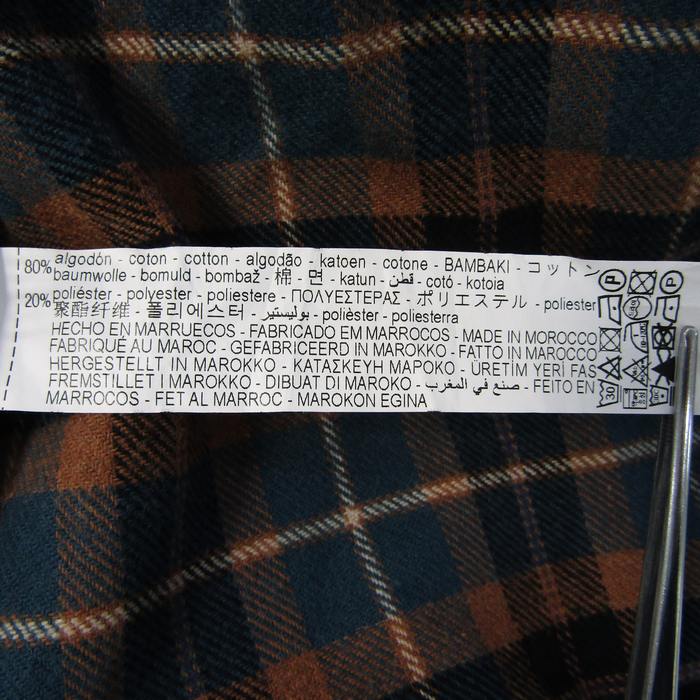 80% algodón - coton - cotton - algodão - katoen - cotone - BAMBAKI - コットン
baumwolle - bomuld - bombaž - 棉 면 - katun - قطن - cotó - kotoia
20% poliéster - polyester - poliestere - ΠΟΛΥΕΣΤΕΡΑΣ - ポリエステル - poliester
聚酯纤维 - 폴리에스터 - بوليستير - polièster - poliesterra
HECHO EN MARRUECOS - FABRICADO EM MARROCOS - MADE IN MOROCCO
FABRIQUÉ AU MAROC - GEFABRICEERD IN MAROKKO - FATTO IN MAROCCO
HERGESTELLT IN MAROKKO - ΚΑΤΑΣΚΕΥΗ ΜΑΡΟΚΟ - ÜRETİM YERİ FAS
FREMSTILLET I MAROKKO - DIBUAT DI MAROKO - صنع في المغرب - FEITO EN
MARROCOS - FET AL MARROC - MAROKON EGINA
P
P
30